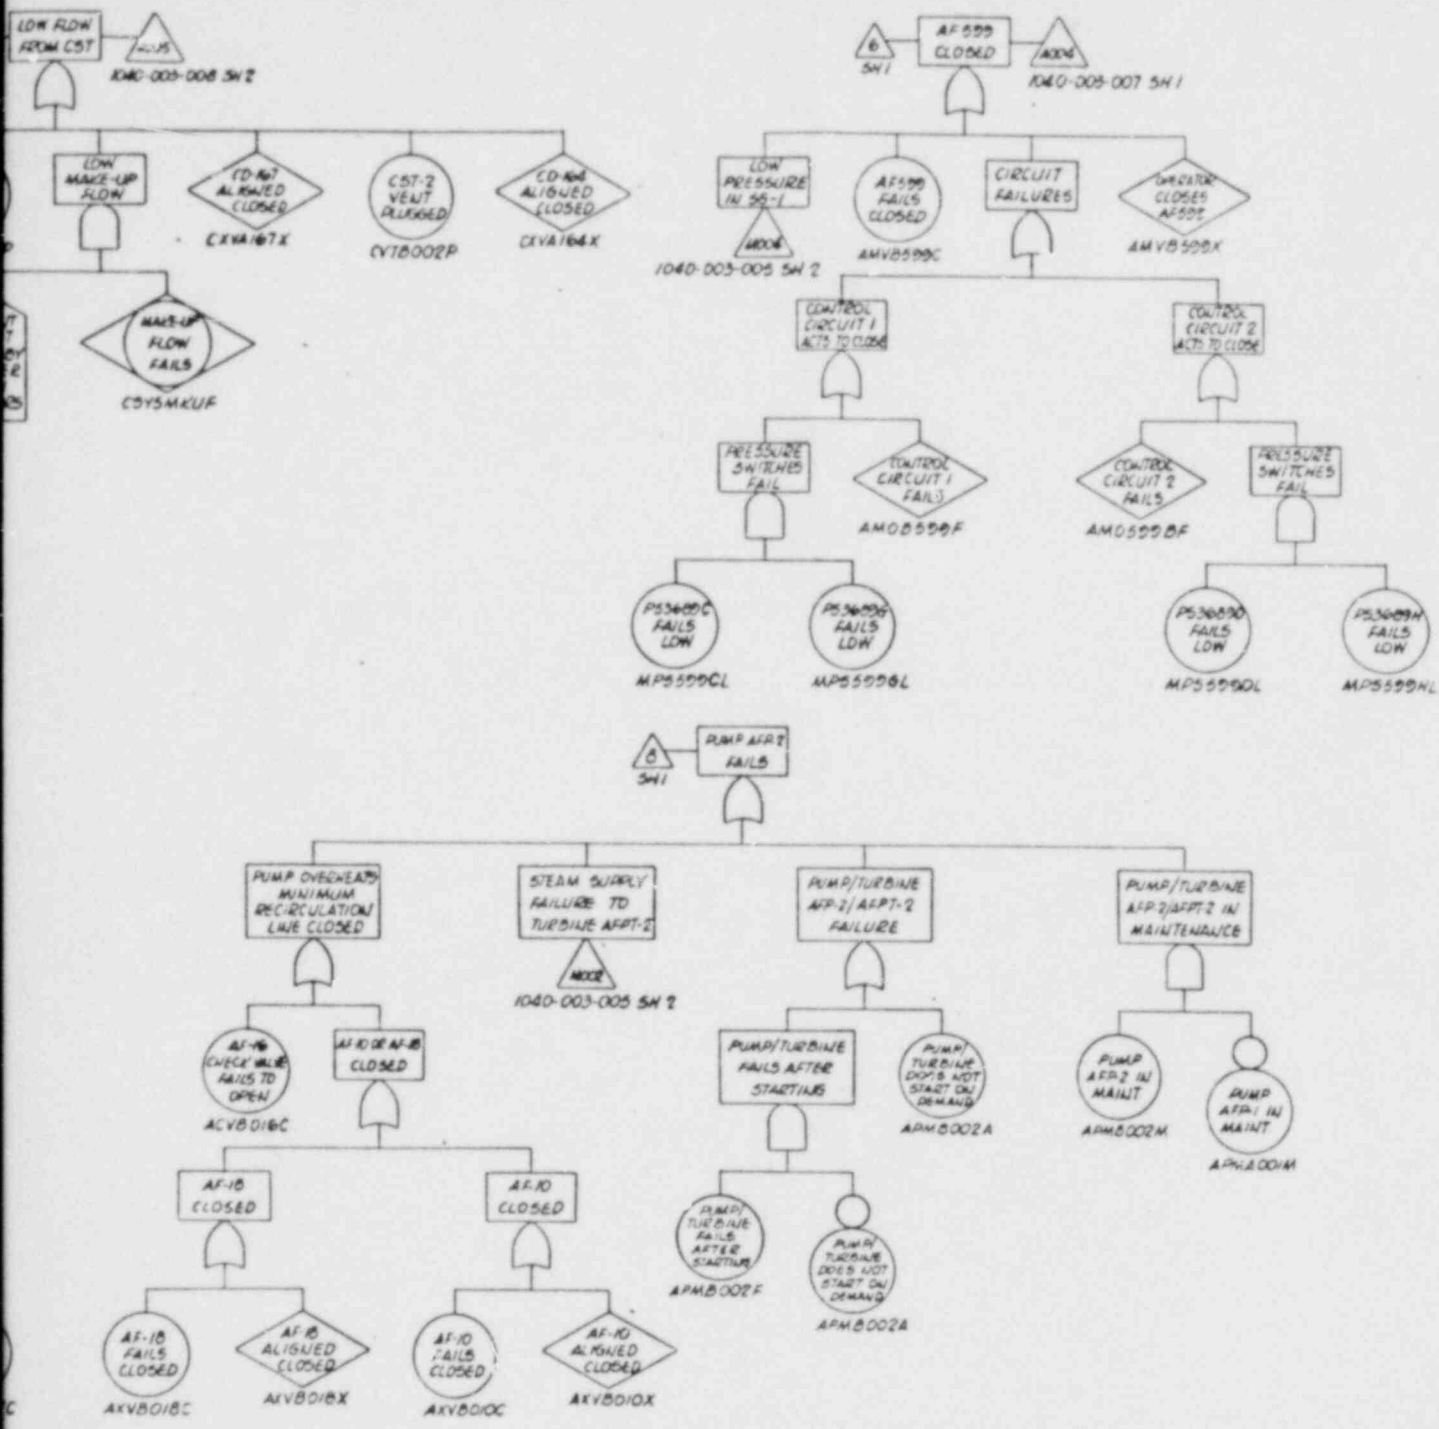 LOW FLOW
FROM CST
1040-003-008 SH 2
6
SH 1
AF 599
CLOSED
A004
1040-003-007 SH 1
LOW
MAKE-UP
FLOW
CD-167
ALIGNED
CLOSED
CXVA167X
CST-2
VENT
PLUGGED
CVTB002P
CD-164
ALIGNED
CLOSED
CXVA164X
LOW
PRESSURE
IN SG-1
M004
1040-003-005 SH 2
AF599
FAILS
CLOSED
AMVB599C
CIRCUIT
FAILURES
OPERATOR
CLOSES
AF599
AMVB599X
MAKE-UP
FLOW
FAILS
CSYSMKUF
CONTROL
CIRCUIT 1
ACTS TO CLOSE
CONTROL
CIRCUIT 2
ACTS TO CLOSE
PRESSURE
SWITCHES
FAIL
CONTROL
CIRCUIT 1
FAILS
AMOB599F
CONTROL
CIRCUIT 2
FAILS
AMO599BF
PRESSURE
SWITCHES
FAIL
PS3689C
FAILS
LOW
MPS599CL
PS3689G
FAILS
LOW
MPS599GL
PS3689D
FAILS
LOW
MPS599DL
PS3689H
FAILS
LOW
MPS599HL
8
SH 1
PUMP AFP-2
FAILS
PUMP OVERHEATS
MINIMUM
RECIRCULATION
LINE CLOSED
STEAM SUPPLY
FAILURE TO
TURBINE AFPT-2
M002
1040-003-005 SH 2
PUMP/TURBINE
AFP-2/AFPT-2
FAILURE
PUMP/TURBINE
AFP-2/AFPT-2 IN
MAINTENANCE
AF-16
CHECK VALVE
FAILS TO
OPEN
ACVB016C
AF-10 OR AF-18
CLOSED
PUMP/TURBINE
FAILS AFTER
STARTING
PUMP/
TURBINE
DOES NOT
START ON
DEMAND
APMB002A
PUMP
AFP-2 IN
MAINT
APMB002M
PUMP
AFP-1 IN
MAINT
APMA001M
AF-18
CLOSED
AF-10
CLOSED
PUMP/
TURBINE
FAILS
AFTER
STARTING
APMB002F
PUMP/
TURBINE
DOES NOT
START ON
DEMAND
APMB002A
AF-18
FAILS
CLOSED
AXVB018C
AF-18
ALIGNED
CLOSED
AXVB018X
AF-10
FAILS
CLOSED
AXVB010C
AF-10
ALIGNED
CLOSED
AXVB010X